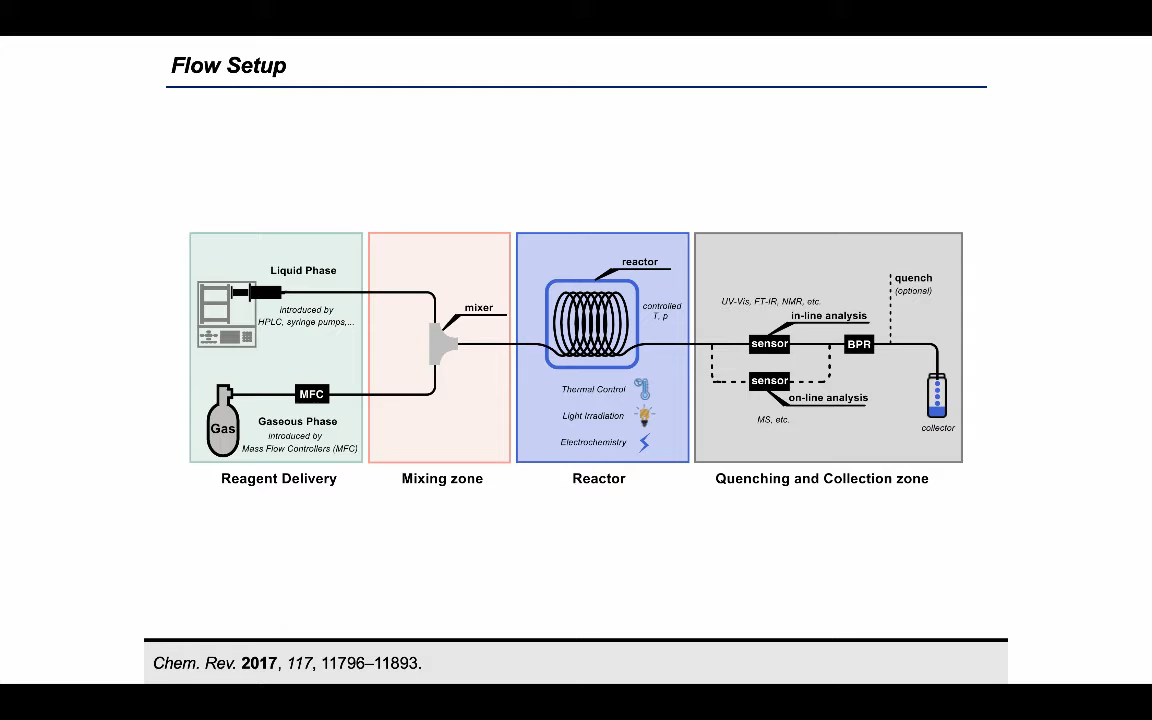 Flow Setup
Liquid Phase
introduced by
HPLC, syringe pumps,...
MFC
Gas
Gaseous Phase
introduced by
Mass Flow Controllers (MFC)
Reagent Delivery
mixer
Mixing zone
reactor
controlled
T, p
Thermal Control
Light Irradiation
Electrochemistry
Reactor
UV-Vis, FT-IR, NMR, etc.
in-line analysis
sensor
BPR
sensor
on-line analysis
MS, etc.
quench
(optional)
collector
Quenching and Collection zone
Chem. Rev. 2017, 117, 11796–11893.